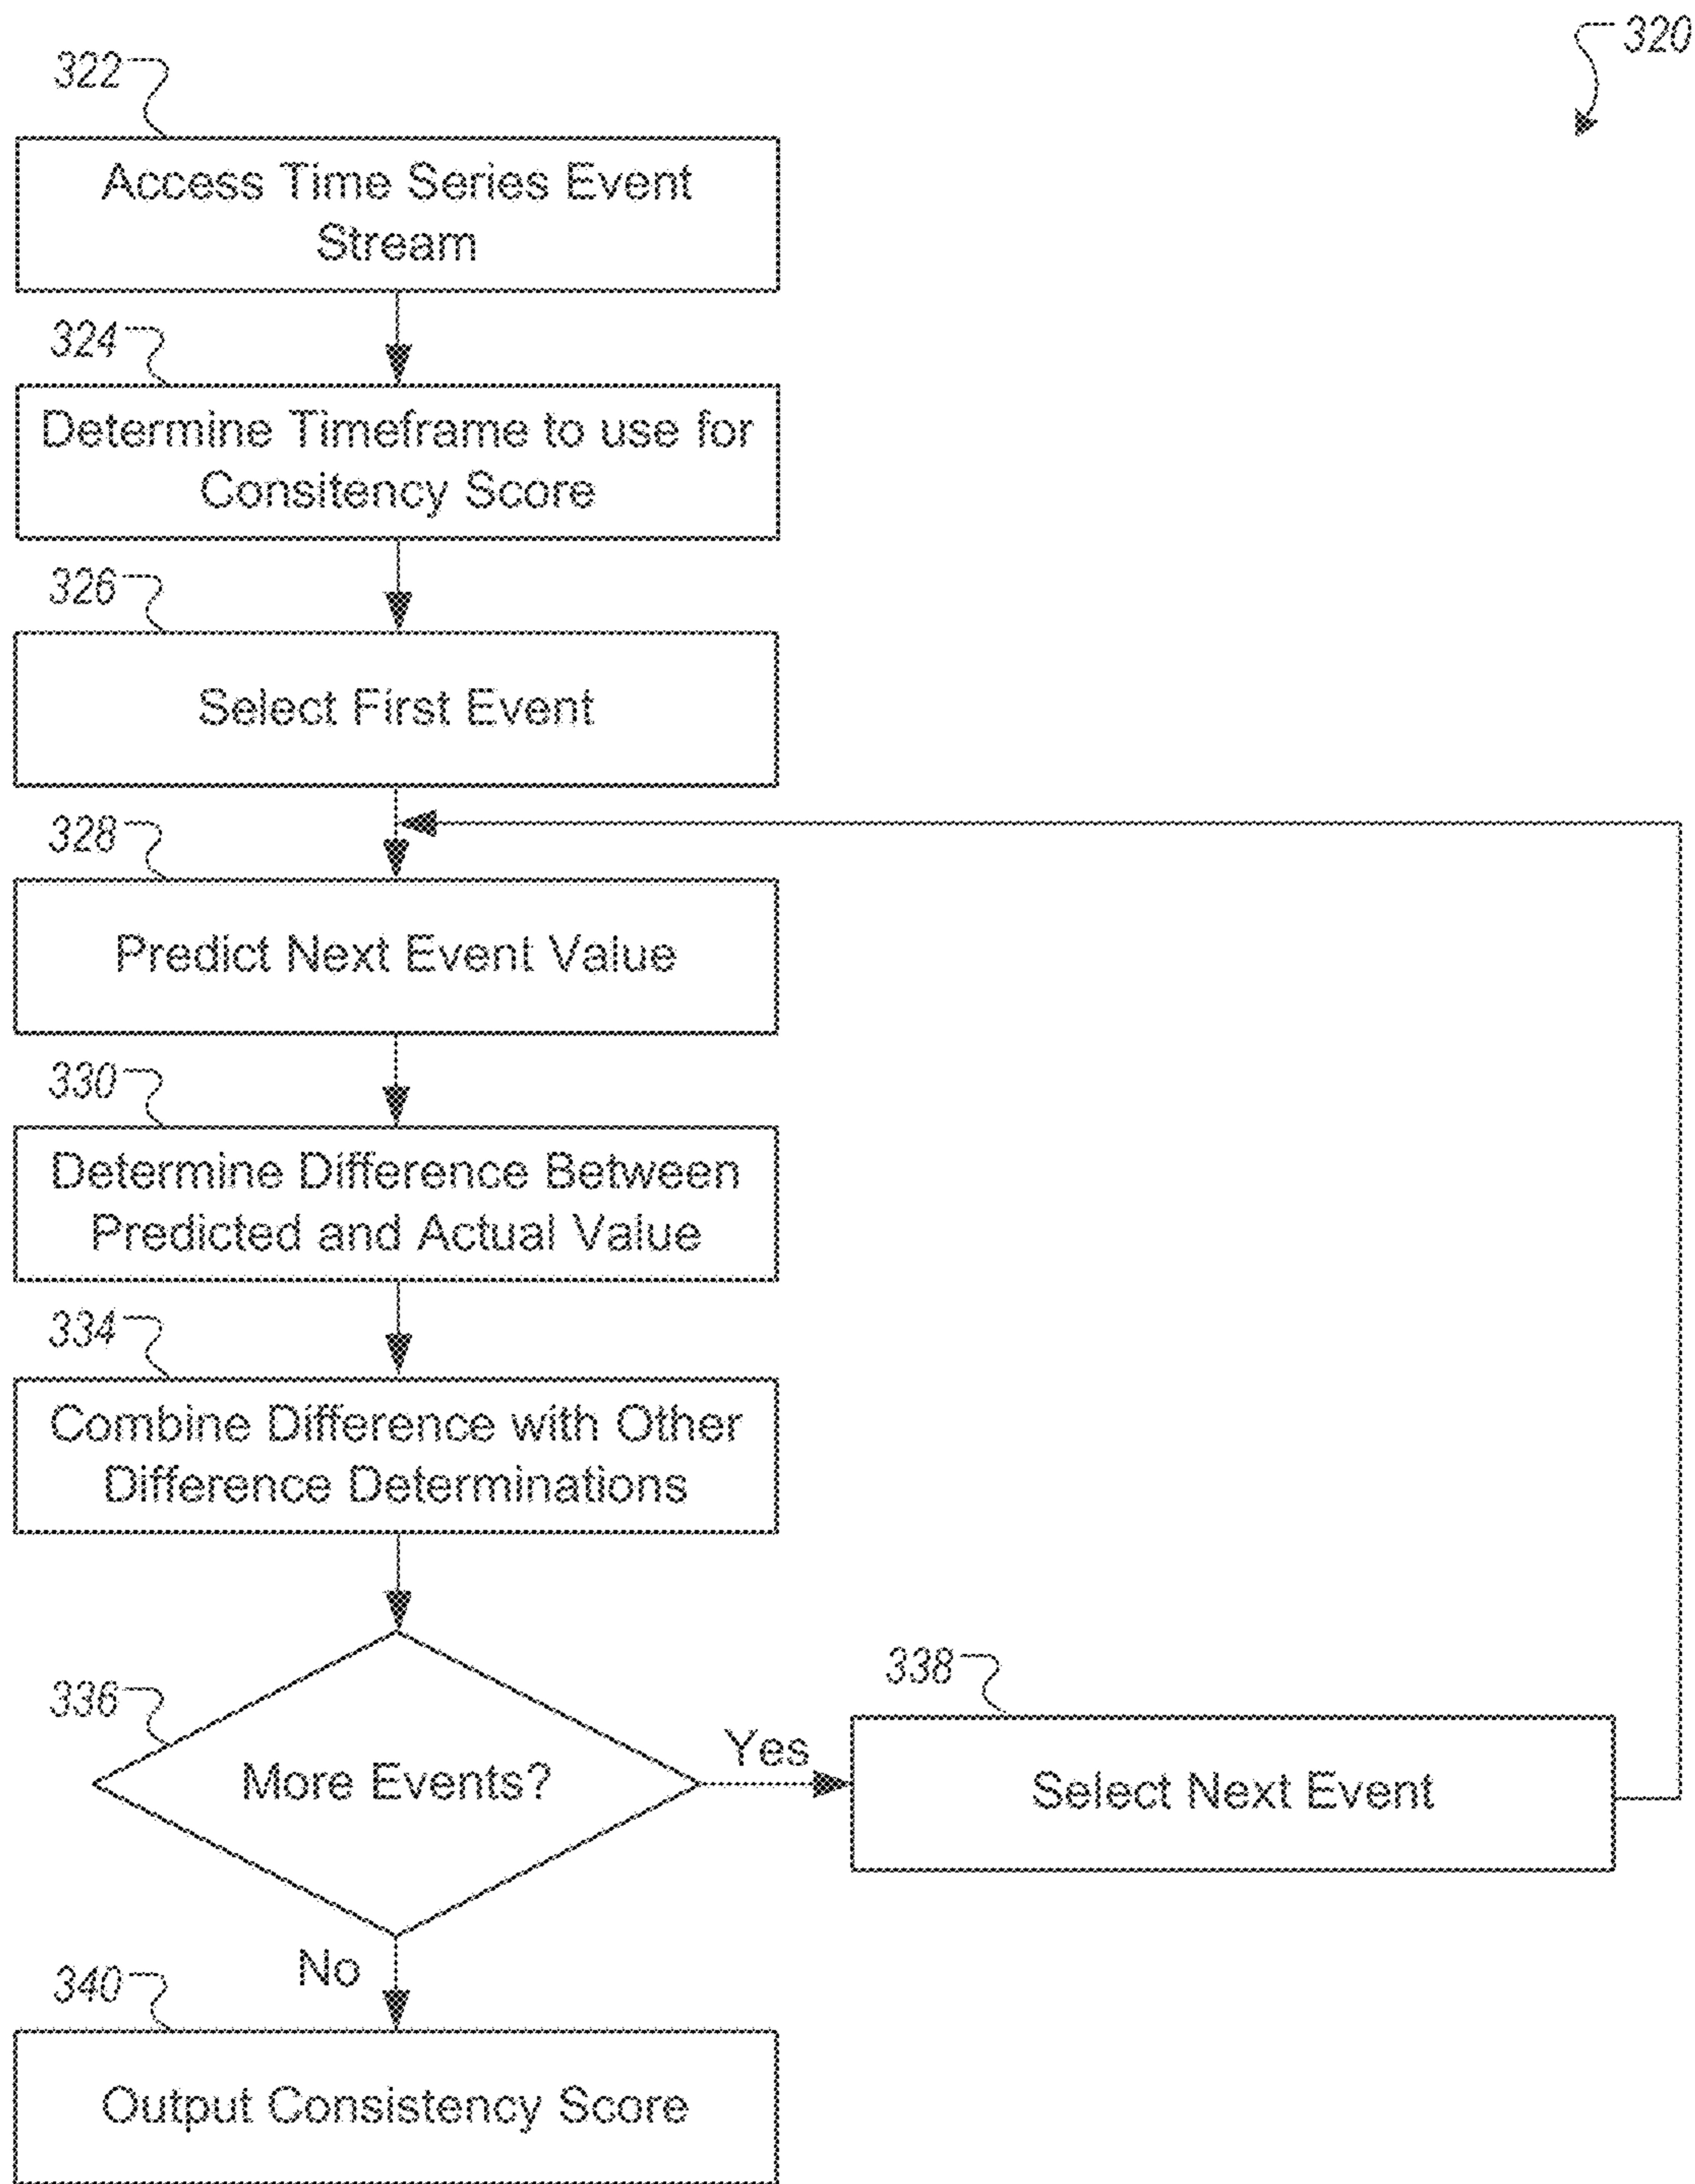 320
322
Access Time Series Event
Stream
324
Determine Timeframe to use for
Consitency Score
326
Select First Event
328
Predict Next Event Value
330
Determine Difference Between
Predicted and Actual Value
334
Combine Difference with Other
Difference Determinations
336
More Events?
Yes
338
Select Next Event
No
340
Output Consistency Score